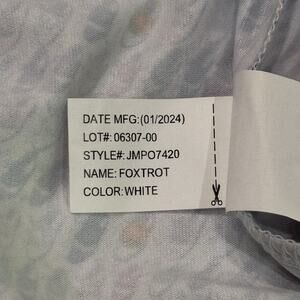 DATE MFG:(01/2024)
LOT#: 06307-00
STYLE#: JMPO7420
NAME: FOXTROT
COLOR: WHITE